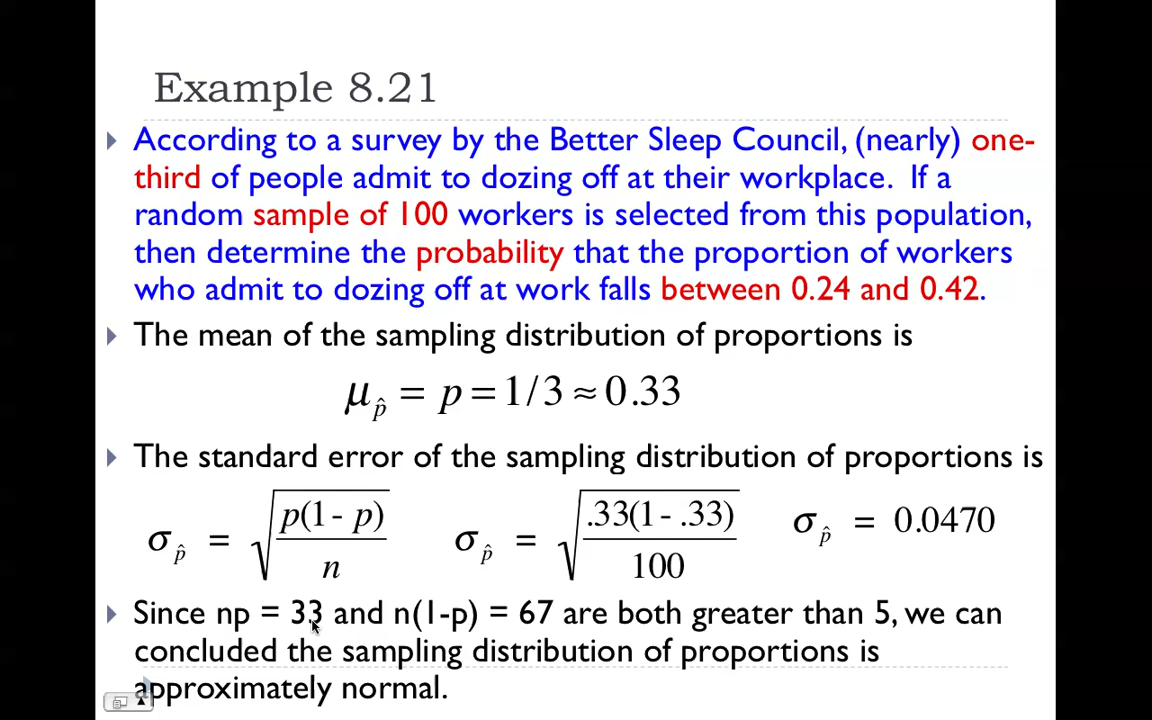 Example 8.21
According to a survey by the Better Sleep Council, (nearly) one-
third of people admit to dozing off at their workplace. If a
random sample of 100 workers is selected from this population,
then determine the probability that the proportion of workers
who admit to dozing off at work falls between 0.24 and 0.42.
The mean of the sampling distribution of proportions is
μ_p̂ = p = 1/3 ≈ 0.33
The standard error of the sampling distribution of proportions is
σ_p̂ = √(p(1 - p)/n) σ_p̂ = √(.33(1 - .33)/100) σ_p̂ = 0.0470
Since np = 33 and n(1-p) = 67 are both greater than 5, we can
concluded the sampling distribution of proportions is
approximately normal.